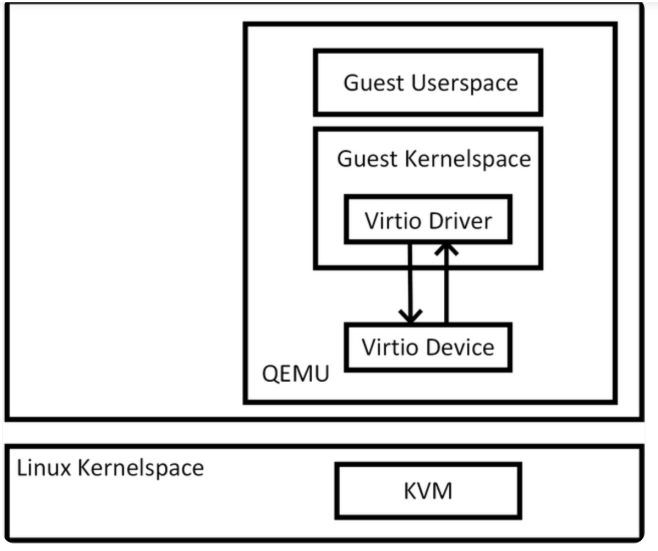 Guest Userspace
Guest Kernelspace
Virtio Driver
Virtio Device
QEMU
Linux Kernelspace
KVM